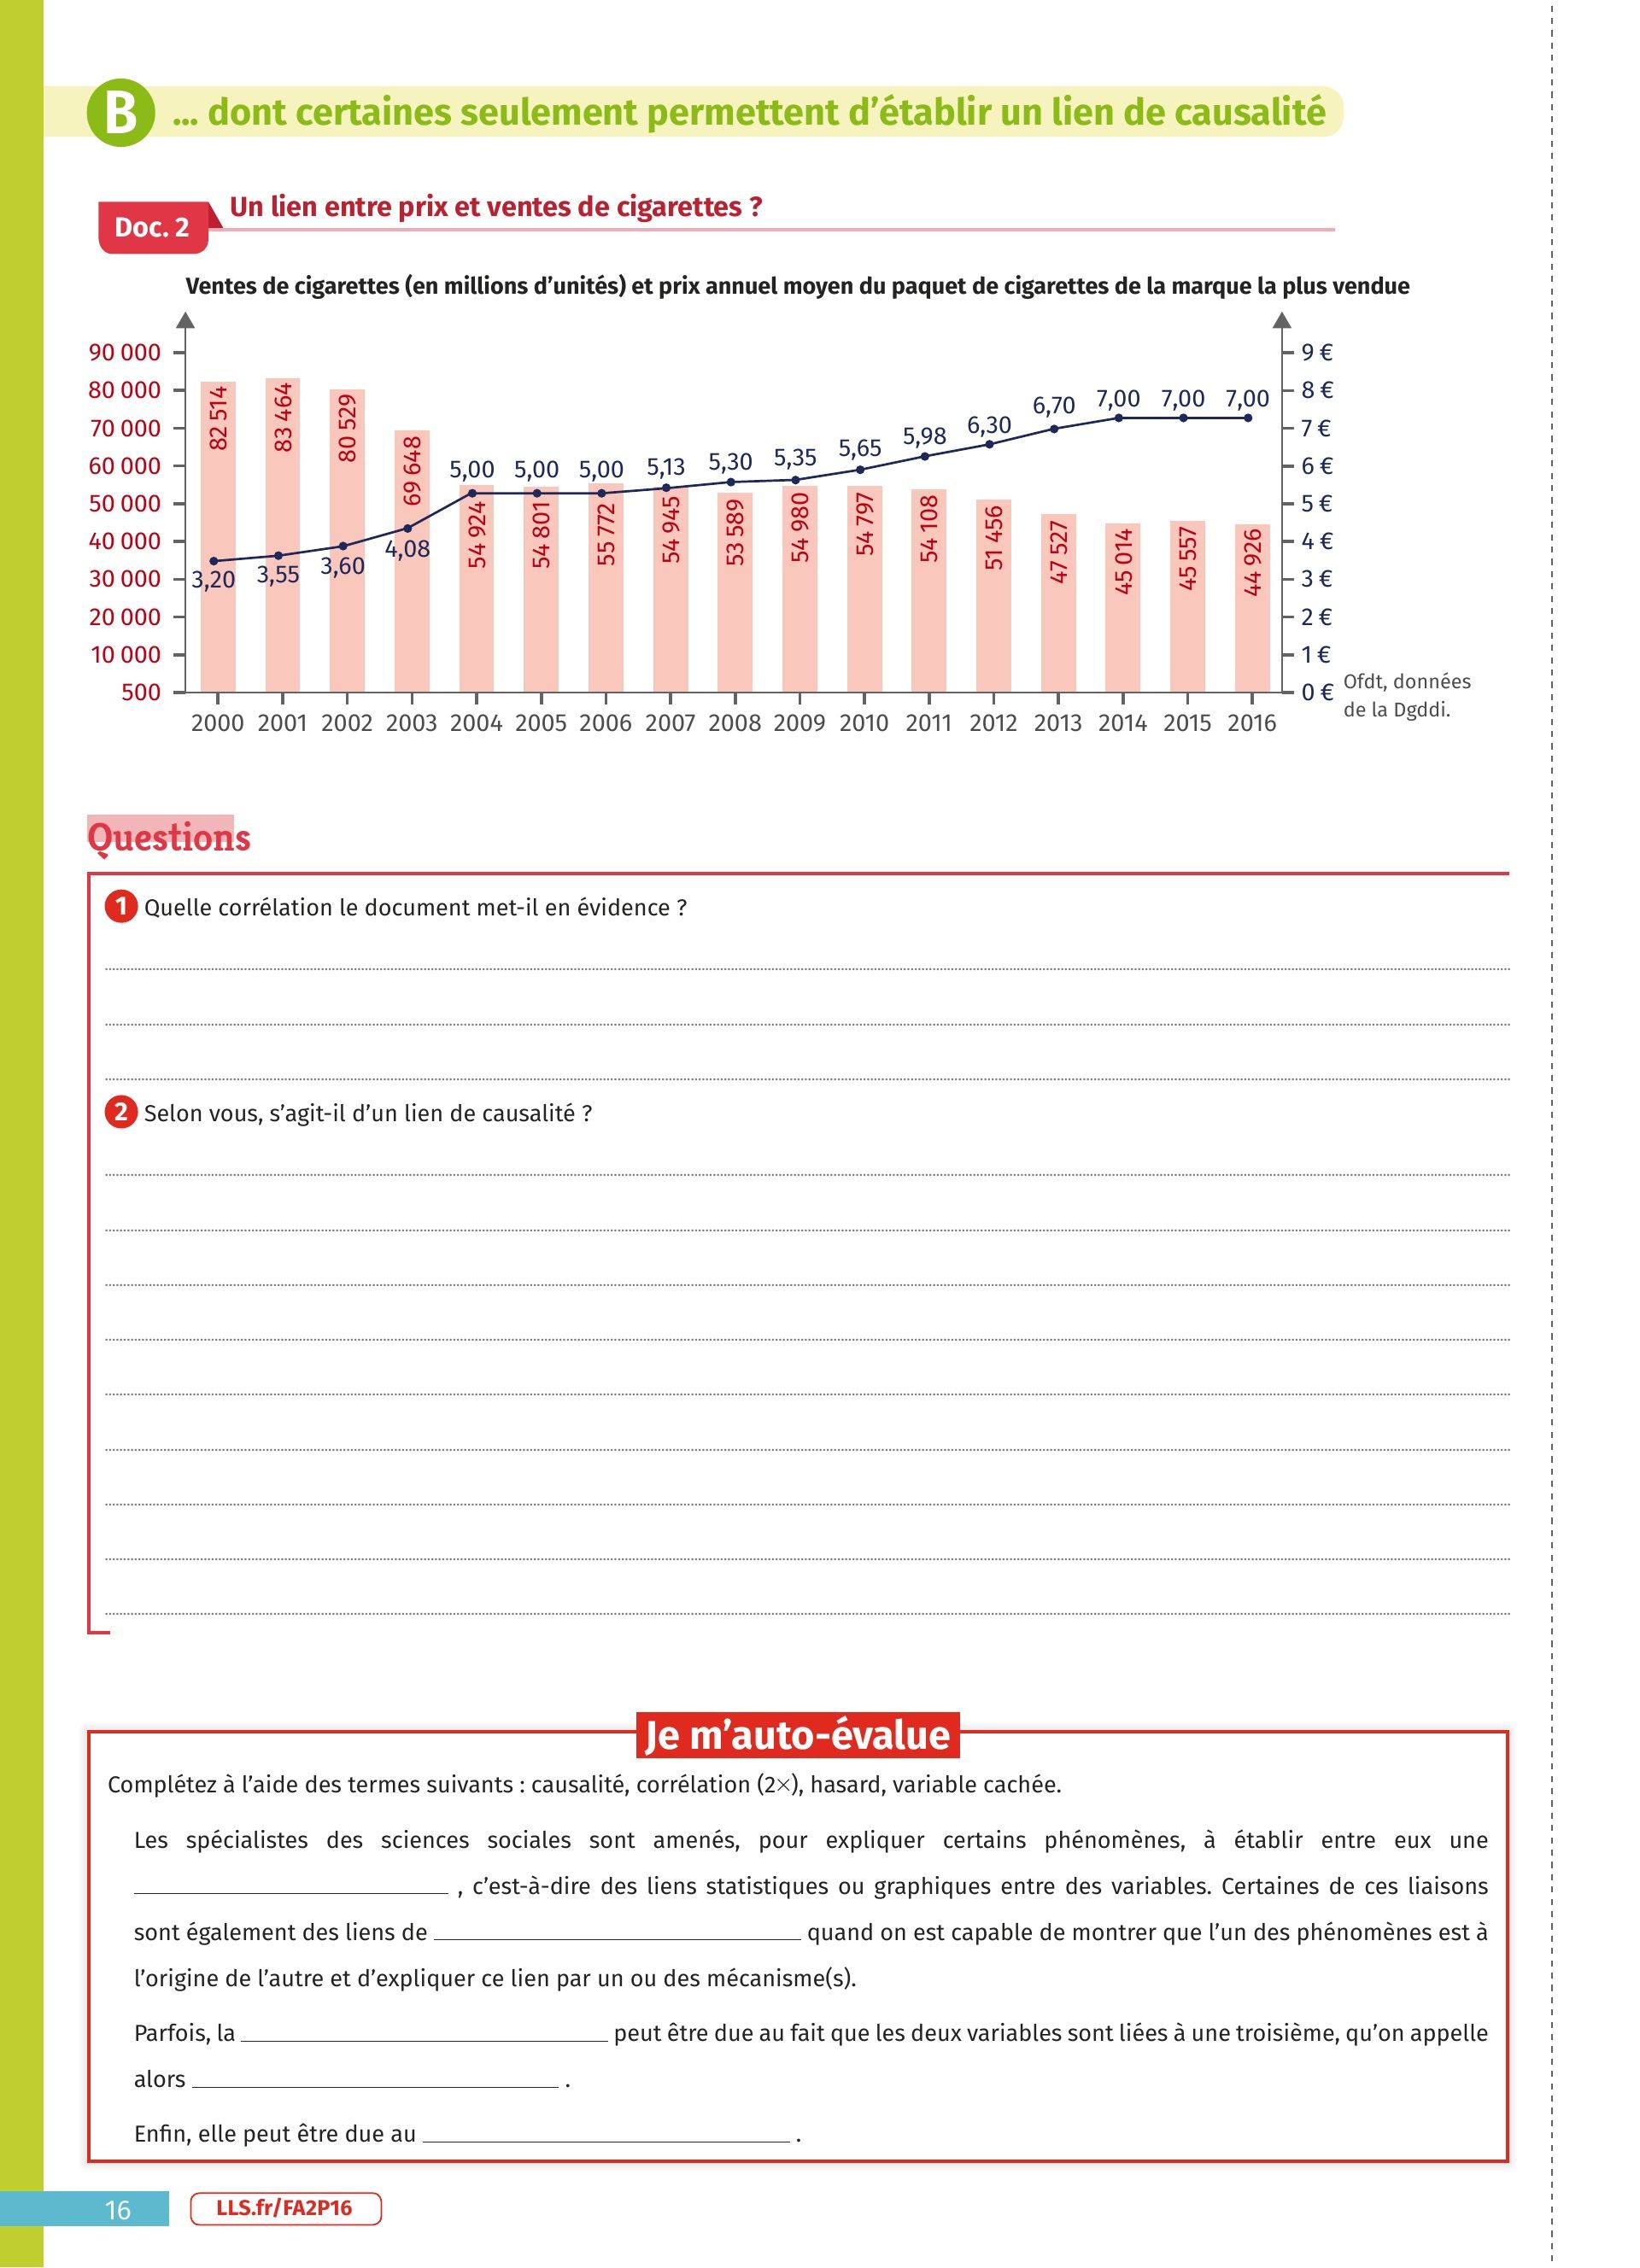 B ... dont certaines seulement permettent d’établir un lien de causalité
Doc. 2 Un lien entre prix et ventes de cigarettes ?
Ventes de cigarettes (en millions d’unités) et prix annuel moyen du paquet de cigarettes de la marque la plus vendue
90 000
80 000
70 000
60 000
50 000
40 000
30 000
20 000
10 000
500
82 514
83 464
80 529
69 648
54 924
54 801
55 772
54 945
53 589
54 980
54 797
54 108
51 456
47 527
45 014
45 557
44 926
3,20
3,55
3,60
4,08
5,00
5,00
5,00
5,13
5,30
5,35
5,65
5,98
6,30
6,70
7,00
7,00
7,00
9 €
8 €
7 €
6 €
5 €
4 €
3 €
2 €
1 €
0 €
2000 2001 2002 2003 2004 2005 2006 2007 2008 2009 2010 2011 2012 2013 2014 2015 2016
Ofdt, données
de la Dgddi.
Questions
1 Quelle corrélation le document met-il en évidence ?
2 Selon vous, s’agit-il d’un lien de causalité ?
Je m’auto-évalue
Complétez à l’aide des termes suivants : causalité, corrélation (2×), hasard, variable cachée.
Les spécialistes des sciences sociales sont amenés, pour expliquer certains phénomènes, à établir entre eux une
, c’est-à-dire des liens statistiques ou graphiques entre des variables. Certaines de ces liaisons
sont également des liens de quand on est capable de montrer que l’un des phénomènes est à
l’origine de l’autre et d’expliquer ce lien par un ou des mécanisme(s).
Parfois, la peut être due au fait que les deux variables sont liées à une troisième, qu’on appelle
alors .
Enfin, elle peut être due au .
16 LLS.fr/FA2P16